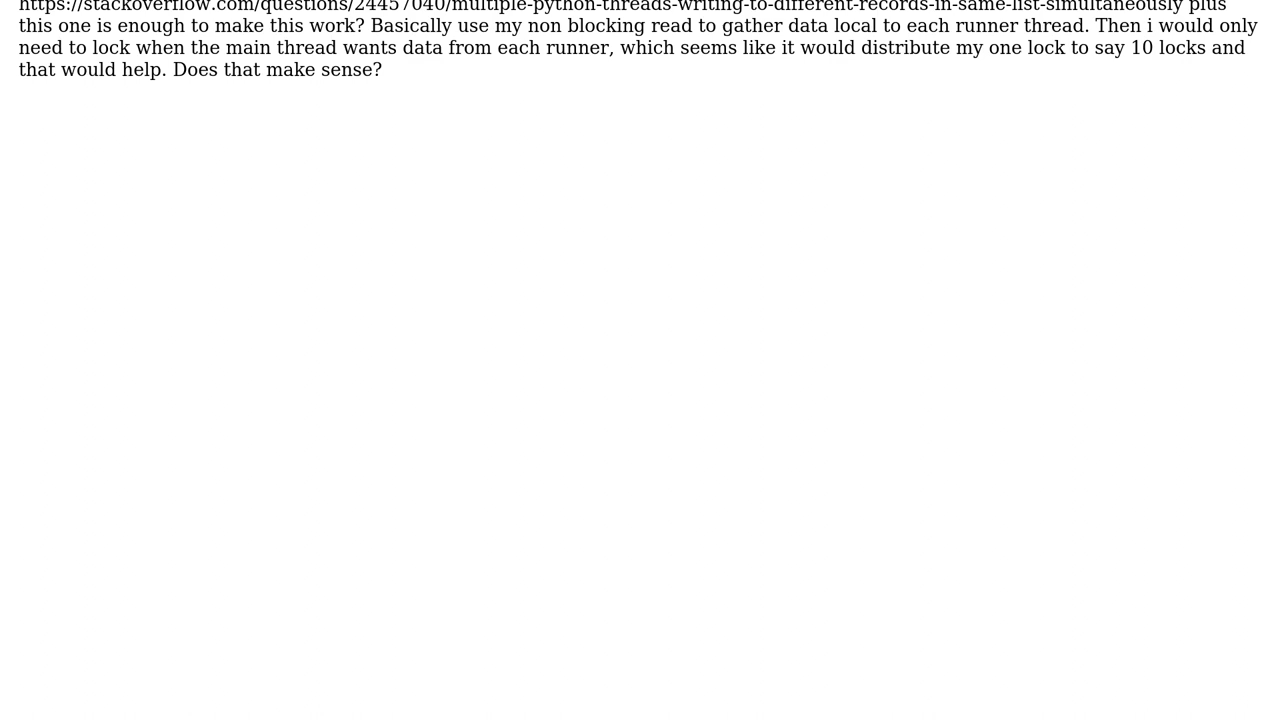 https://stackoverflow.com/questions/24457040/multiple-python-threads-writing-to-different-records-in-same-list-simultaneously plus
this one is enough to make this work? Basically use my non blocking read to gather data local to each runner thread. Then i would only
need to lock when the main thread wants data from each runner, which seems like it would distribute my one lock to say 10 locks and
that would help. Does that make sense?